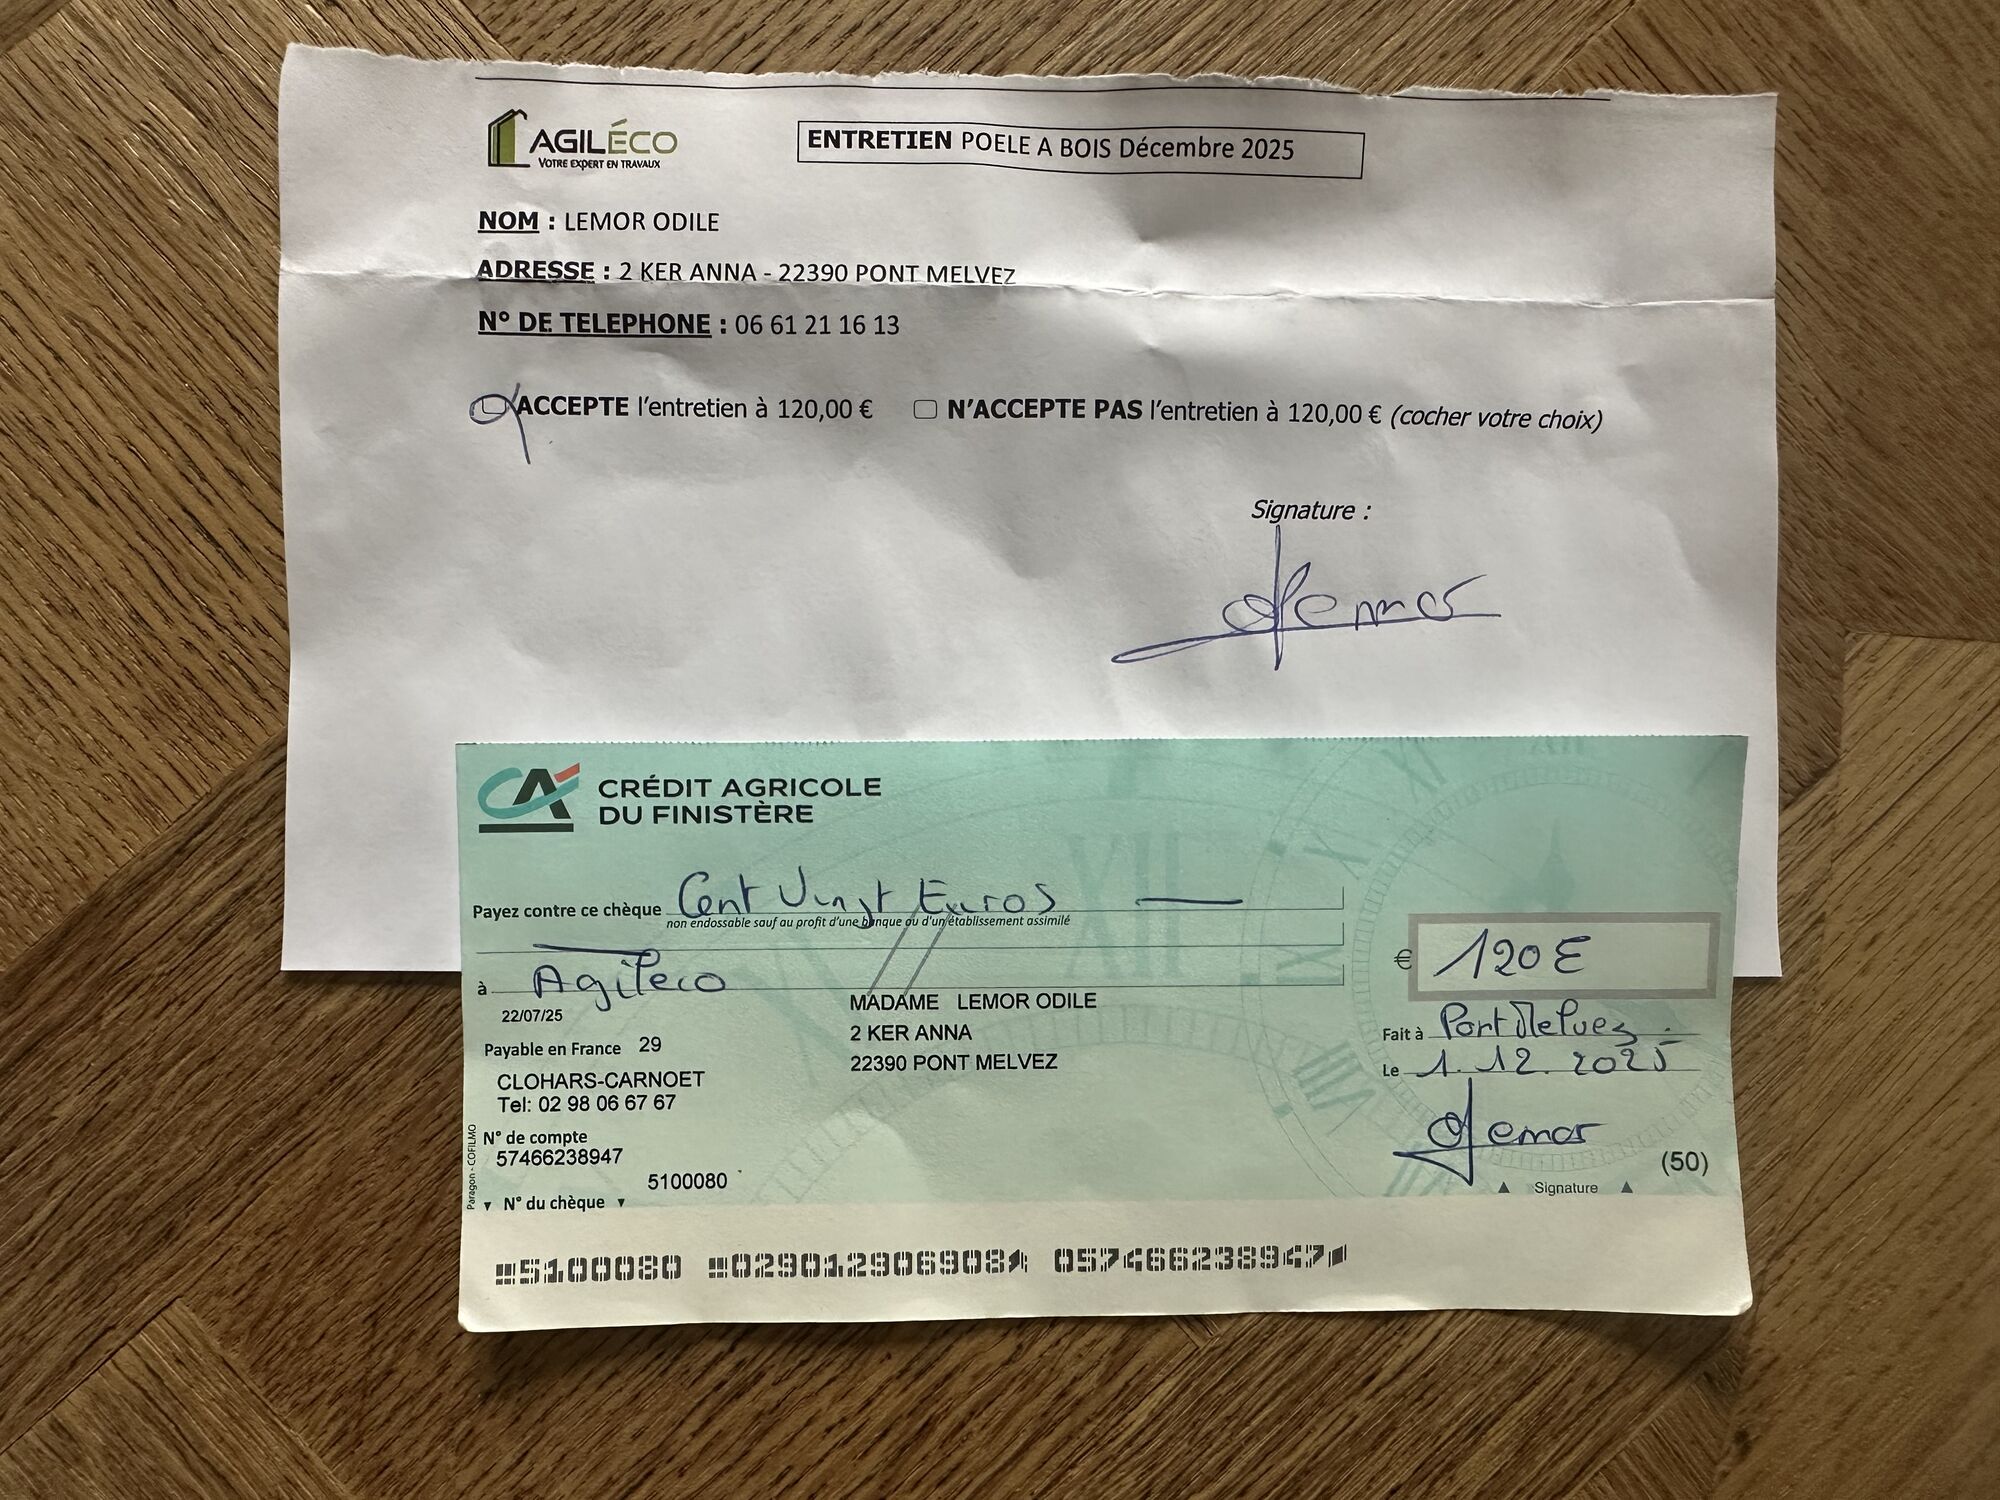 AGILÉCO
VOTRE EXPERT EN TRAVAUX
ENTRETIEN POELE A BOIS Décembre 2025
NOM : LEMOR ODILE
ADRESSE : 2 KER ANNA - 22390 PONT MELVEZ
N° DE TELEPHONE : 06 61 21 16 13
ACCEPTE l'entretien à 120,00 € ☐ N'ACCEPTE PAS l'entretien à 120,00 € (cocher votre choix)
Signature :
Lemor
CA CRÉDIT AGRICOLE
DU FINISTÈRE
Payez contre ce chèque Cent Vingt Euros
non endossable sauf au profit d'une banque ou d'un établissement assimilé
€ 120 E
à Agileco
22/07/25
MADAME LEMOR ODILE
2 KER ANNA
22390 PONT MELVEZ
Fait à Pont Melvez
Le 1.12.2025
Payable en France 29
CLOHARS-CARNOET
Tel: 02 98 06 67 67
N° de compte
57466238947
5100080
N° du chèque
Lemor
(50)
Signature
Paragon - COFILMO
5100080 029012906908 057466238947